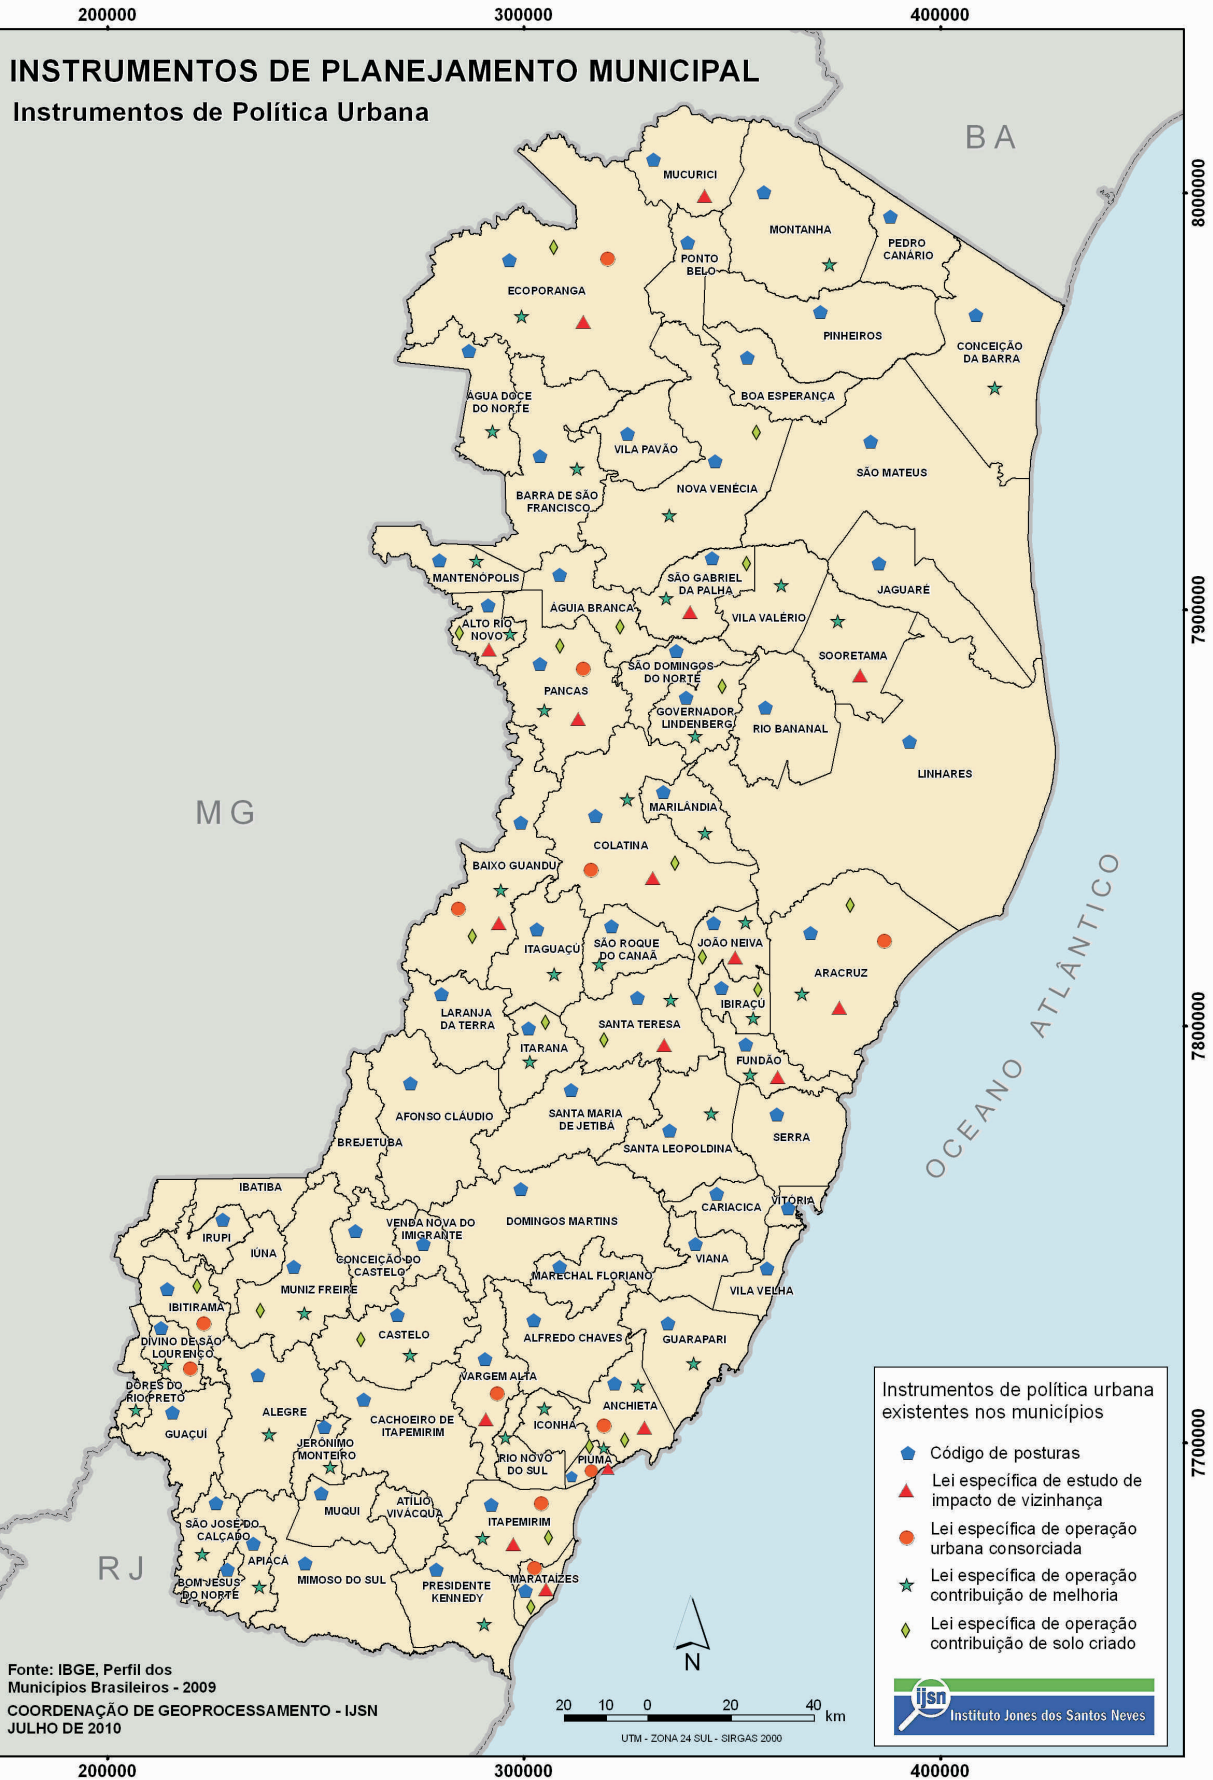 200000
300000
400000
INSTRUMENTOS DE PLANEJAMENTO MUNICIPAL
Instrumentos de Política Urbana
BA
MUCURICI
MONTANHA
PEDRO
CANÁRIO
PONTO
BELO
ECOPORANGA
PINHEIROS
CONCEIÇÃO
DA BARRA
ÁGUA DOCE
DO NORTE
BOA ESPERANÇA
VILA PAVÃO
SÃO MATEUS
NOVA VENÉCIA
BARRA DE SÃO
FRANCISCO
MANTENÓPOLIS
SÃO GABRIEL
DA PALHA
JAGUARÉ
ÁGUIA BRANCA
VILA VALÉRIO
ALTO RIO
NOVO
SOORETAMA
SÃO DOMINGOS
DO NORTE
PANCAS
GOVERNADOR
LINDENBERG
RIO BANANAL
LINHARES
MG
MARILÂNDIA
COLATINA
BAIXO GUANDU
ITAGUAÇÚ
SÃO ROQUE
DO CANAÃ
JOÃO NEIVA
ARACRUZ
IBIRAÇÚ
LARANJA
DA TERRA
SANTA TERESA
ITARANA
FUNDÃO
OCEANO ATLÂNTICO
AFONSO CLÁUDIO
SANTA MARIA
DE JETIBÁ
BREJETUBA
SERRA
SANTA LEOPOLDINA
IBATIBA
VITÓRIA
CARIACICA
DOMINGOS MARTINS
VENDA NOVA DO
IMIGRANTE
IRUPI
IÚNA
CONCEIÇÃO DO
CASTELO
VIANA
MARECHAL FLORIANO
MUNIZ FREIRE
VILA VELHA
IBITIRAMA
CASTELO
ALFREDO CHAVES
GUARAPARI
DIVINO DE SÃO
LOURENÇO
VARGEM ALTA
DORES DO
RIO PRETO
ANCHIETA
ALEGRE
CACHOEIRO DE
ITAPEMIRIM
ICONHA
GUAÇUÍ
JERÔNIMO
MONTEIRO
RIO NOVO
DO SUL
PIÚMA
MUQUI
ATÍLIO
VIVÁCQUA
ITAPEMIRIM
SÃO JOSÉ DO
CALÇADO
APIACÁ
RJ
BOM JESUS
DO NORTE
MIMOSO DO SUL
PRESIDENTE
KENNEDY
MARATAÍZES
Instrumentos de política urbana
existentes nos municípios
Código de posturas
Lei específica de estudo de
impacto de vizinhança
Lei específica de operação
urbana consorciada
Lei específica de operação
contribuição de melhoria
Lei específica de operação
contribuição de solo criado
ijsn
Instituto Jones dos Santos Neves
N
20 10 0 20 40 km
UTM - ZONA 24 SUL - SIRGAS 2000
Fonte: IBGE, Perfil dos
Municípios Brasileiros - 2009
COORDENAÇÃO DE GEOPROCESSAMENTO - IJSN
JULHO DE 2010
8000000
7900000
7800000
7700000
200000
300000
400000